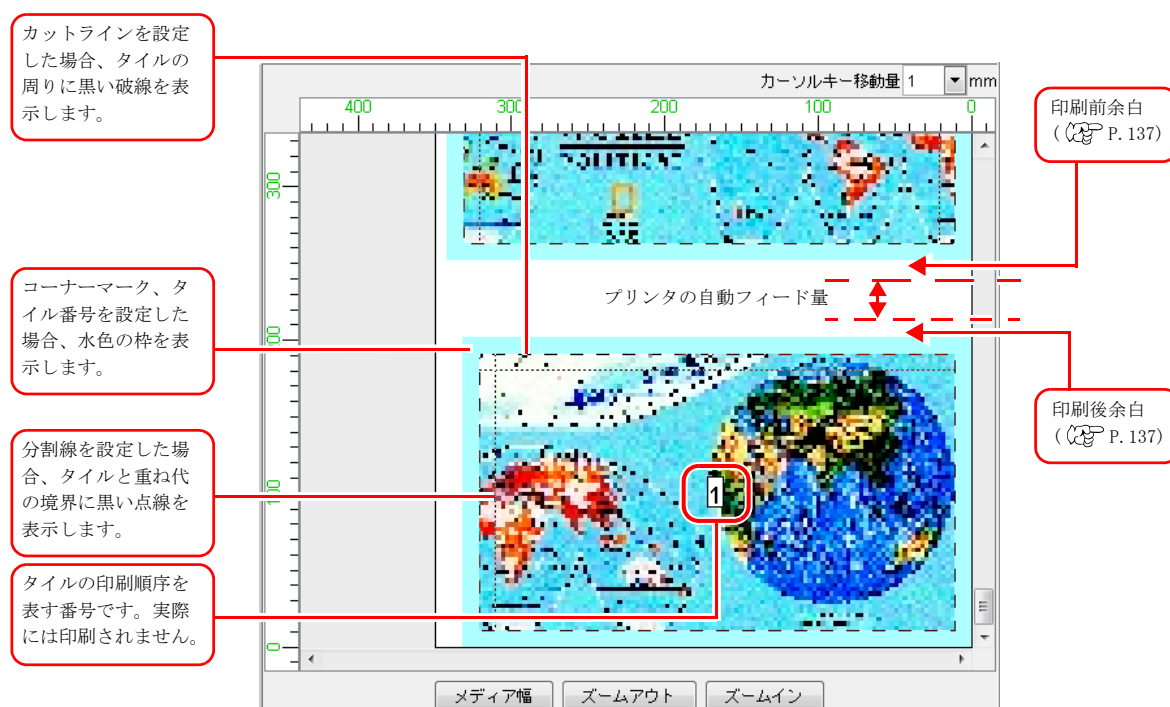 カットラインを設定
した場合、タイルの
周りに黒い破線を表
示します。
カーソルキー移動量 1 mm
400 300 200 100 0
印刷前余白
( P. 137)
300
POLITICAL
コーナーマーク、タ
イル番号を設定した
場合、水色の枠を表
示します。
プリンタの自動フィード量
印刷後余白
( P. 137)
分割線を設定した場
合、タイルと重ね代
の境界に黒い点線を
表示します。
100
1
タイルの印刷順序を
表す番号です。実際
には印刷されません。
0
メディア幅 ズームアウト ズームイン